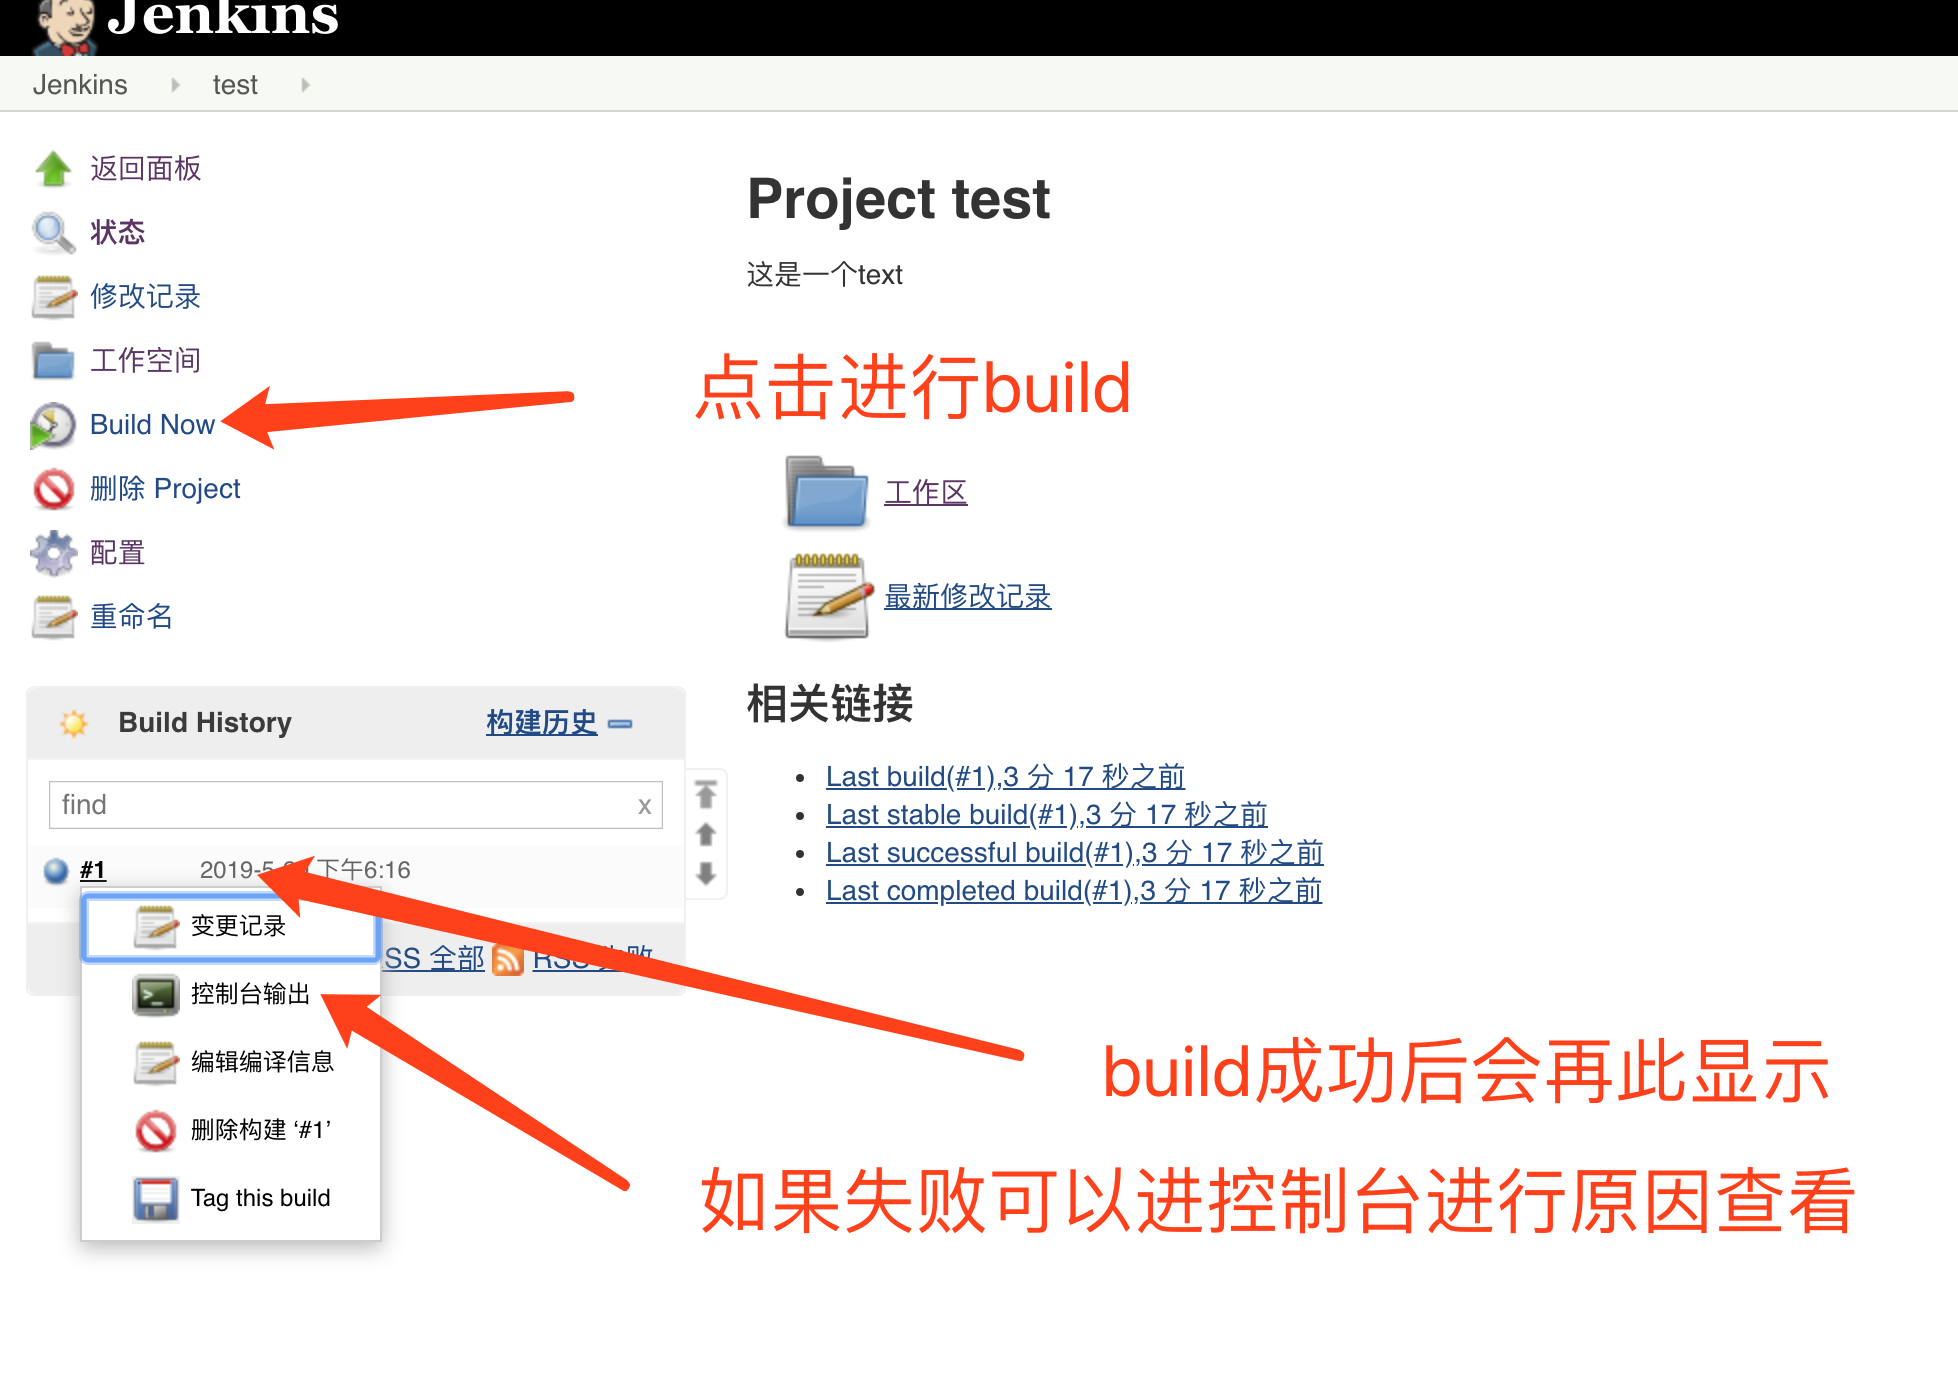 Jenkins
Jenkins test
返回面板
状态
修改记录
工作空间
Build Now
删除 Project
配置
重命名
Project test
这是一个text
点击进行build
工作区
最新修改记录
相关链接
Last build(#1),3 分 17 秒之前
Last stable build(#1),3 分 17 秒之前
Last successful build(#1),3 分 17 秒之前
Last completed build(#1),3 分 17 秒之前
Build History 构建历史
find x
#1 2019-5- 下午6:16
SS 全部 RSS 失败
变更记录
控制台输出
编辑编译信息
删除构建 ‘#1’
Tag this build
build成功后会再此显示
如果失败可以进控制台进行原因查看